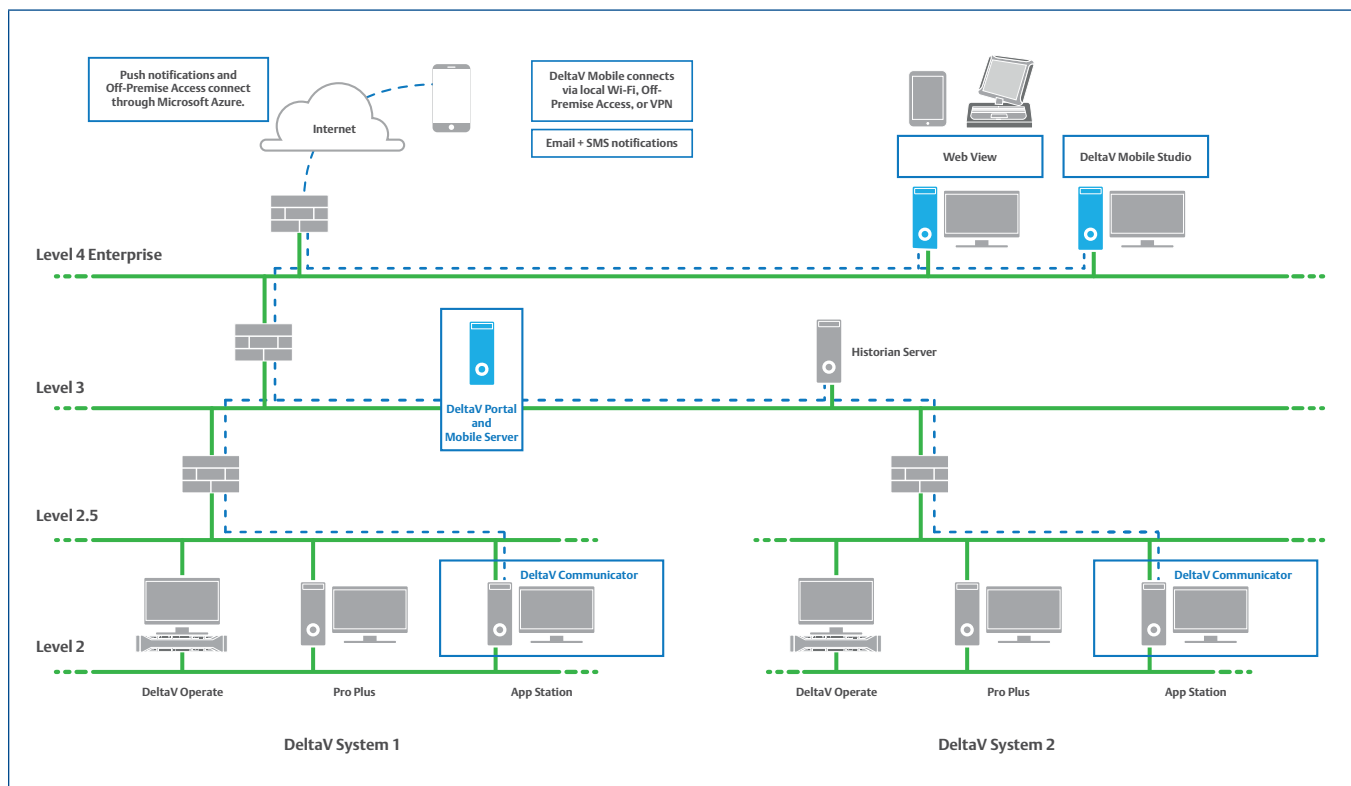 Push notifications and
Off-Premise Access connect
through Microsoft Azure.
Internet
DeltaV Mobile connects
via local Wi-Fi, Off-
Premise Access, or VPN
Email + SMS notifications
Web View
DeltaV Mobile Studio
Level 4 Enterprise
Historian Server
Level 3
DeltaV Portal
and
Mobile Server
Level 2.5
DeltaV Communicator
DeltaV Communicator
Level 2
DeltaV Operate
Pro Plus
App Station
DeltaV Operate
Pro Plus
App Station
DeltaV System 1
DeltaV System 2